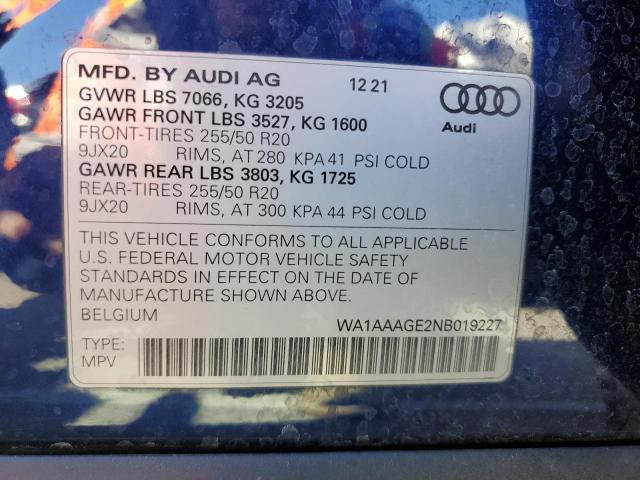 MFD. BY AUDI AG 12 21
GVWR LBS 7066, KG 3205
GAWR FRONT LBS 3527, KG 1600
FRONT-TIRES 255/50 R20
9JX20 RIMS, AT 280 KPA 41 PSI COLD
GAWR REAR LBS 3803, KG 1725
REAR-TIRES 255/50 R20
9JX20 RIMS, AT 300 KPA 44 PSI COLD
Audi
THIS VEHICLE CONFORMS TO ALL APPLICABLE
U.S. FEDERAL MOTOR VEHICLE SAFETY
STANDARDS IN EFFECT ON THE DATE OF
MANUFACTURE SHOWN ABOVE.
BELGIUM WA1AAAGE2NB019227
TYPE:
MPV